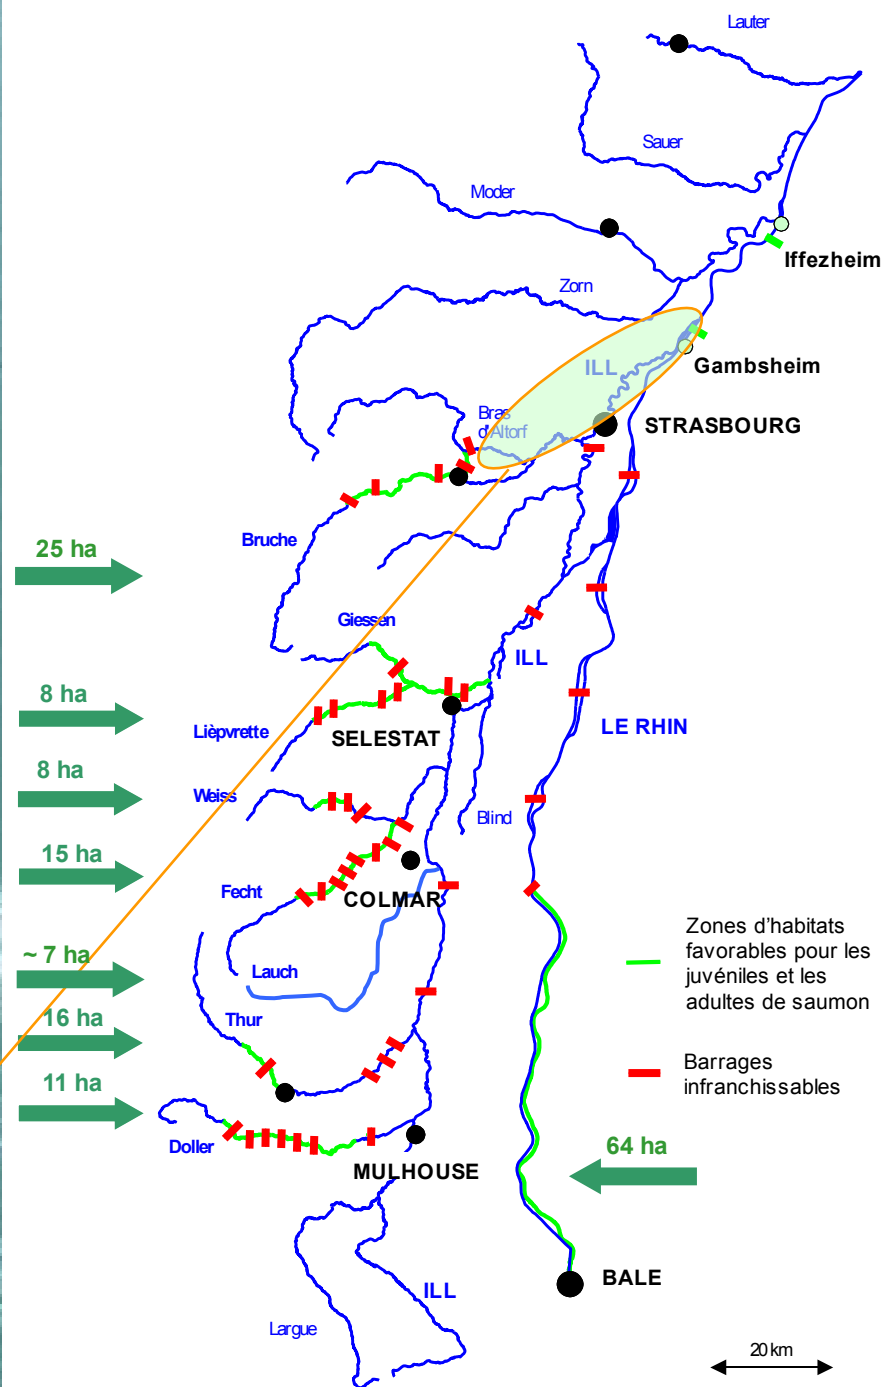 Lauter
Sauer
Moder
Iffezheim
Zorn
ILL
Gambsheim
Bras
d'Altorf
STRASBOURG
Bruche
25 ha
Giessen
ILL
8 ha
Lièpvrette
SELESTAT
LE RHIN
8 ha
Weiss
Blind
15 ha
Fecht
COLMAR
Zones d'habitats
favorables pour les
juvéniles et les
adultes de saumon
~ 7 ha
Lauch
16 ha
Thur
Barrages
infranchissables
11 ha
Doller
64 ha
MULHOUSE
BALE
ILL
Largue
20 km